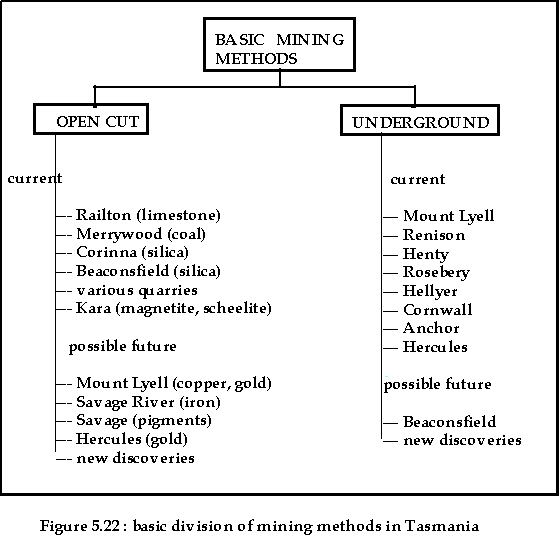 BASIC MINING
METHODS
OPEN CUT
current
Railton (limestone)
Merrywood (coal)
Corinna (silica)
Beaconsfield (silica)
various quarries
Kara (magnetite, scheelite)
possible future
Mount Lyell (copper, gold)
Savage River (iron)
Savage (pigments)
Hercules (gold)
new discoveries
UNDERGROUND
current
Mount Lyell
Renison
Henty
Rosebery
Hellyer
Cornwall
Anchor
Hercules
possible future
Beaconsfield
new discoveries
Figure 5.22 : basic division of mining methods in Tasmania